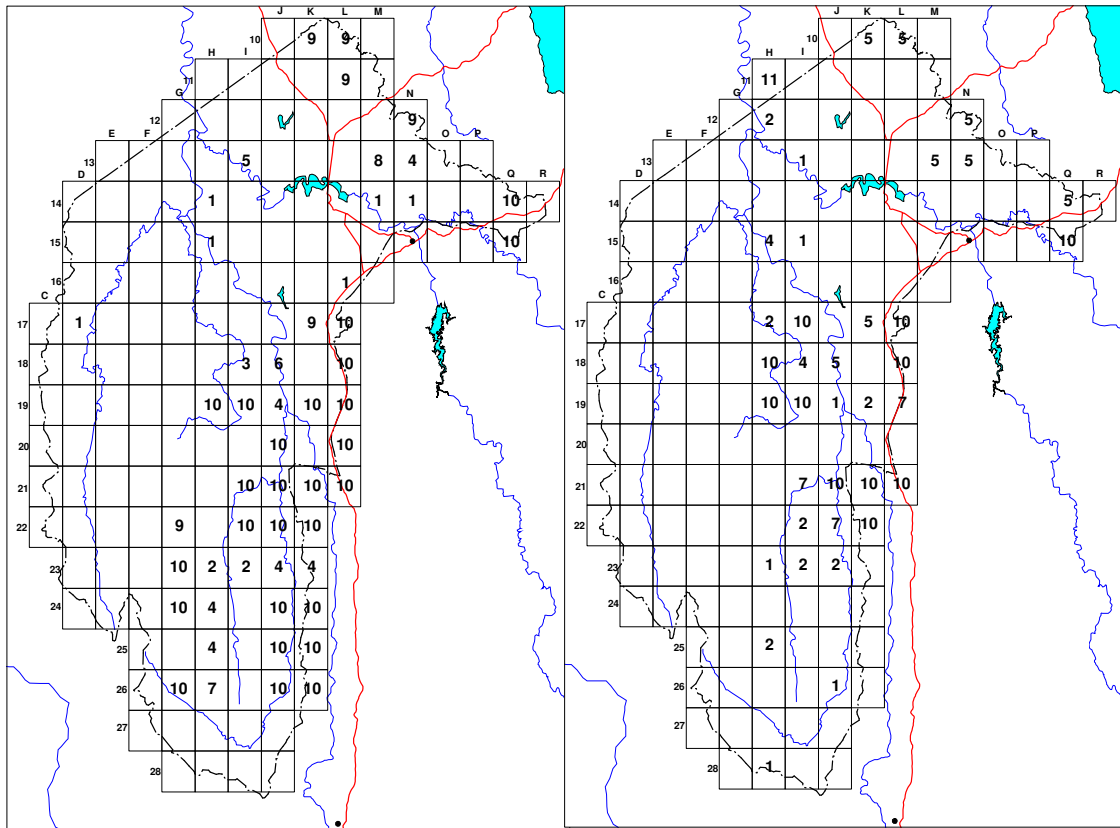 J K L M
10 9 9
H I
11 9
G N
12 9
E F O P
13 5 8 4
D Q R
14 1 1 1 10
15 1 10
16 1
C
17 1 9 10
18 3 6 10
19 10 10 4 10 10
20 10 10
21 10 10 10 10
22 9 10 10 10
23 10 2 2 4 4
24 10 4 10 10
25 4 10 10
26 10 7 10 10
27
28
J K L M
10 5 5
H I
11 11
G N
12 2 5
E F O P
13 1 5 5
D Q R
14 5
15 4 1 10
16
C
17 2 10 5 10
18 10 4 5 10
19 10 10 1 2 7
20
21 7 10 10 10
22 2 7 10
23 1 2 2
24
25 2
26 1
27
28 1